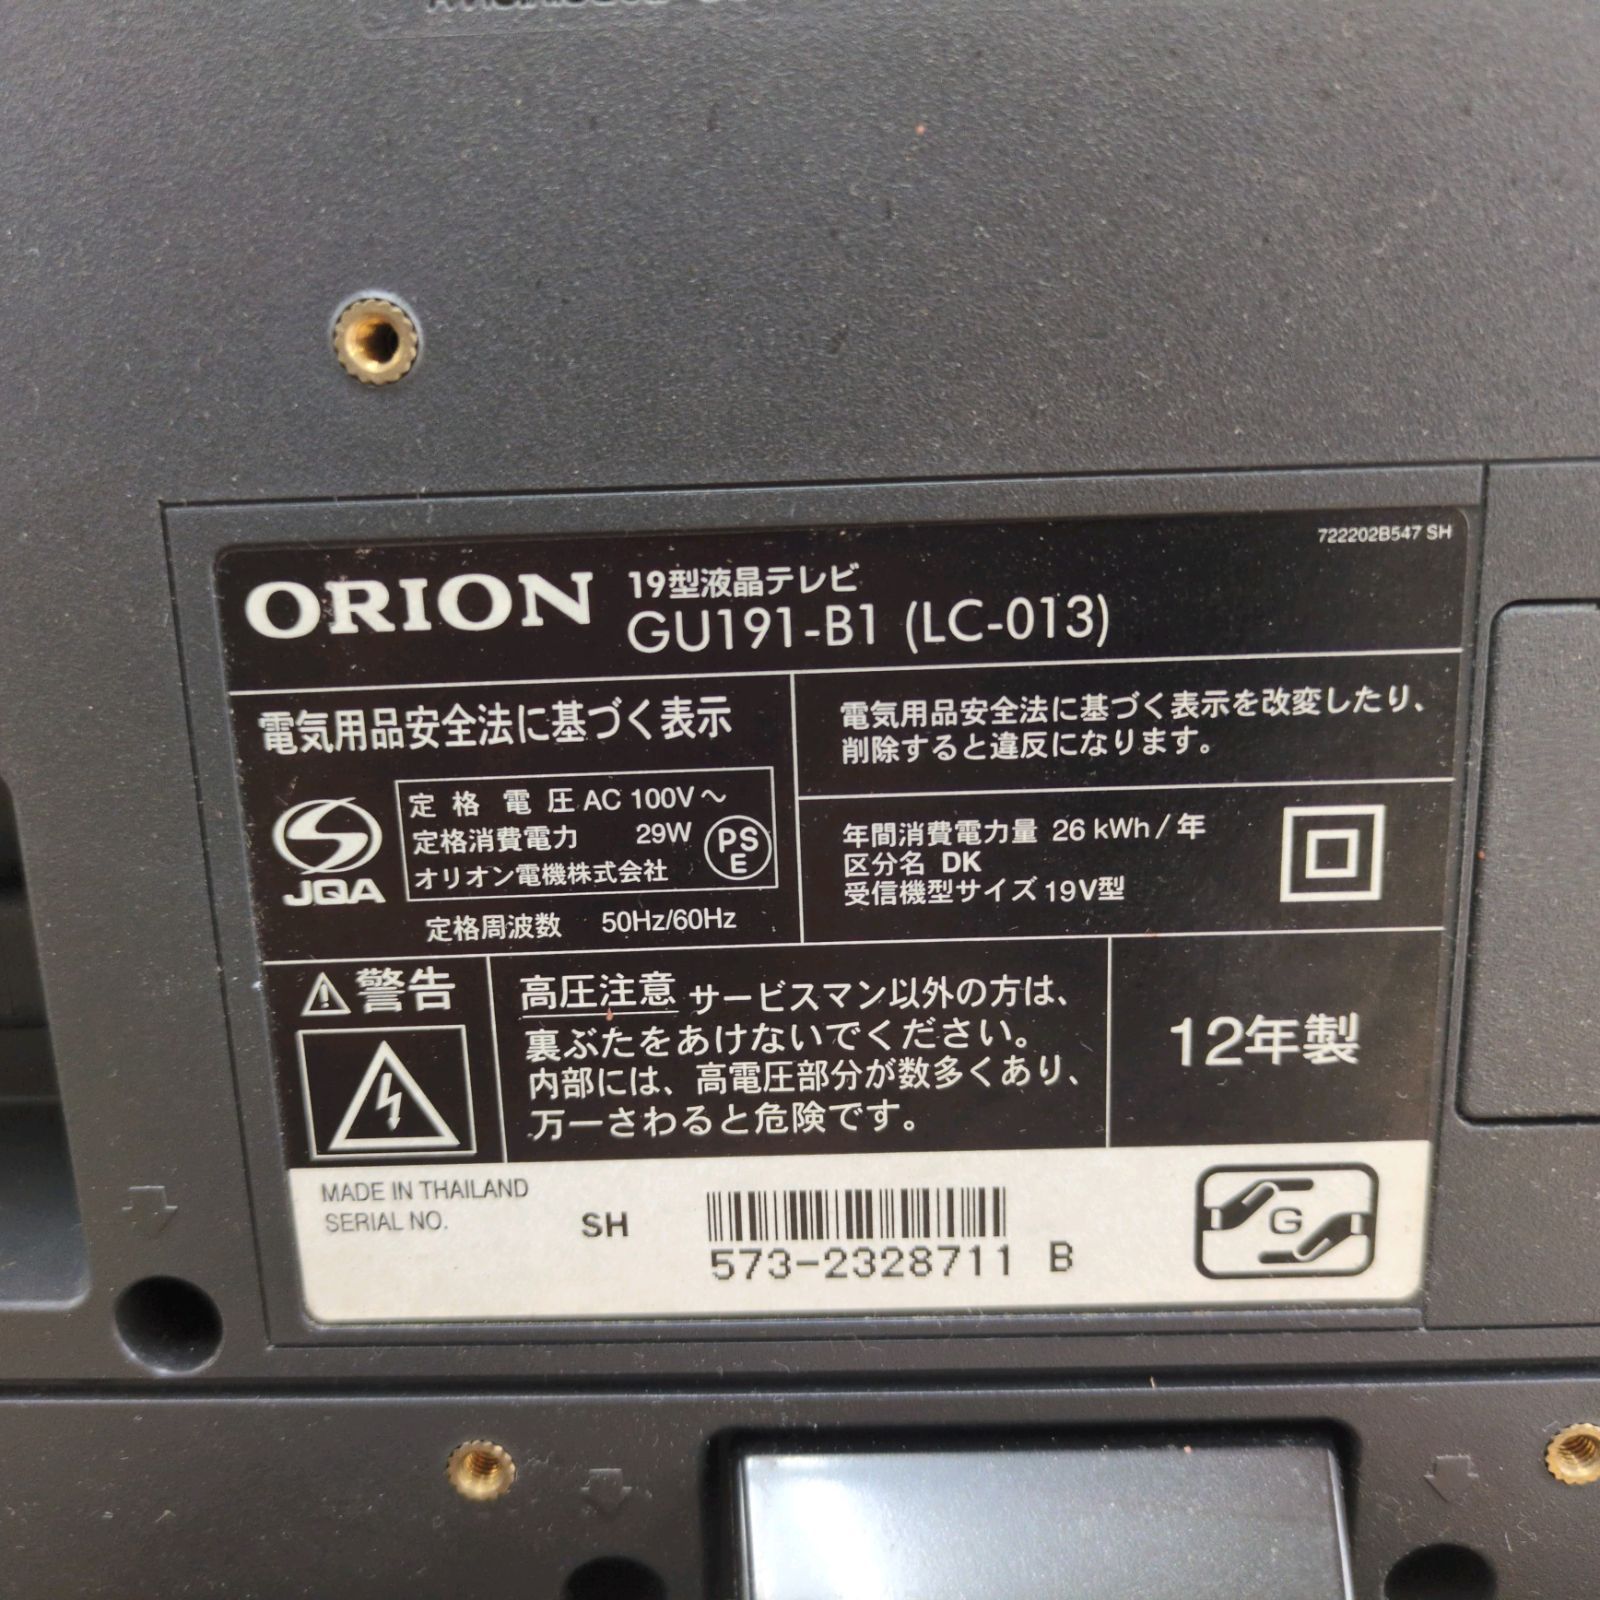 722202B547 SH
ORION
19型液晶テレビ
GU191-B1 (LC-013)
電気用品安全法に基づく表示
JQA
定格電圧 AC 100V～
定格消費電力 29W
オリオン電機株式会社
PS
E
定格周波数 50Hz/60Hz
電気用品安全法に基づく表示を改変したり、
削除すると違反になります。
年間消費電力量 26 kWh/年
区分名 DK
受信機型サイズ 19V型
警告
高圧注意 サービスマン以外の方は、
裏ぶたをあけないでください。
内部には、高電圧部分が数多くあり、
万一さわると危険です。
12年製
MADE IN THAILAND
SERIAL NO.
SH
573-2328711 B
G